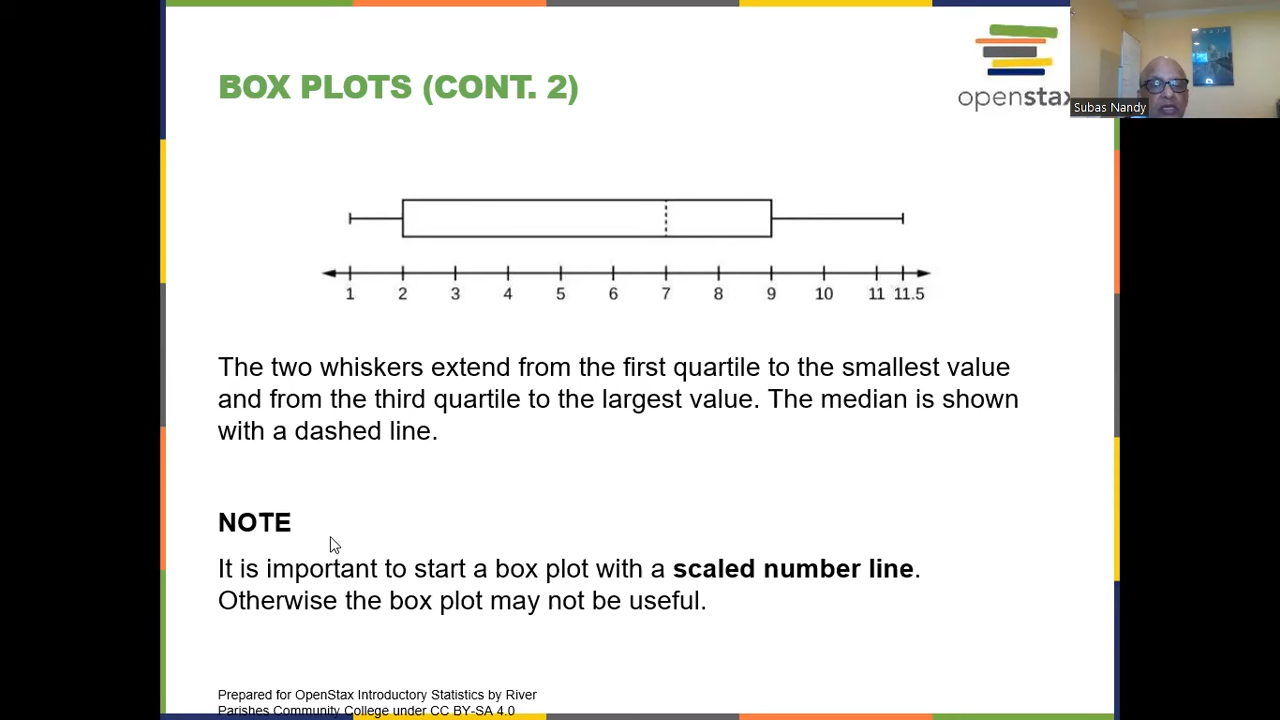 BOX PLOTS (CONT. 2)
openstax
Subas Nandy
1 2 3 4 5 6 7 8 9 10 11 11.5
The two whiskers extend from the first quartile to the smallest value
and from the third quartile to the largest value. The median is shown
with a dashed line.
NOTE
It is important to start a box plot with a scaled number line.
Otherwise the box plot may not be useful.
Prepared for OpenStax Introductory Statistics by River
Parishes Community College under CC BY-SA 4.0